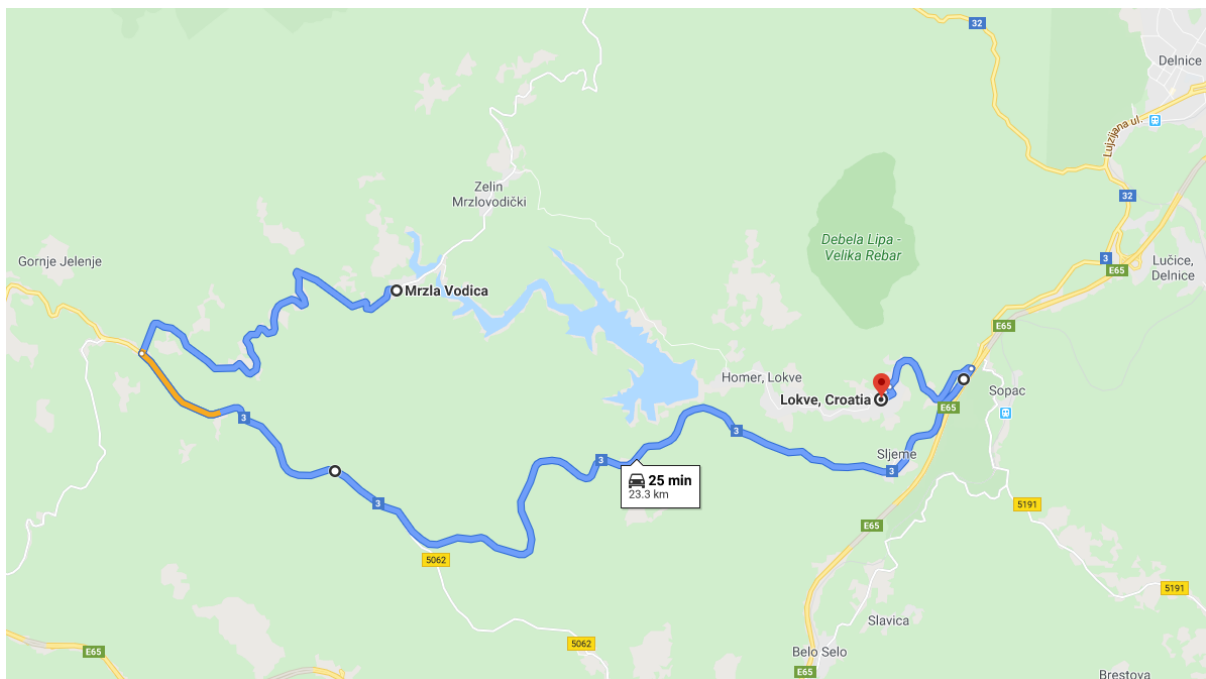 32
Delnice
Lujzijana ul.
Zelin
Mrzlovodički
32
Debela Lipa -
Velika Rebar
Gornje Jelenje
3
E65
Lučice,
Delnice
Mrzla Vodica
E65
Homer, Lokve
Lokve, Croatia
Sopac
E65
3
3
Sljeme
3
3
25 min
23.3 km
3
5191
E65
5062
5191
Slavica
5062
E65
Belo Selo
E65
Brestova